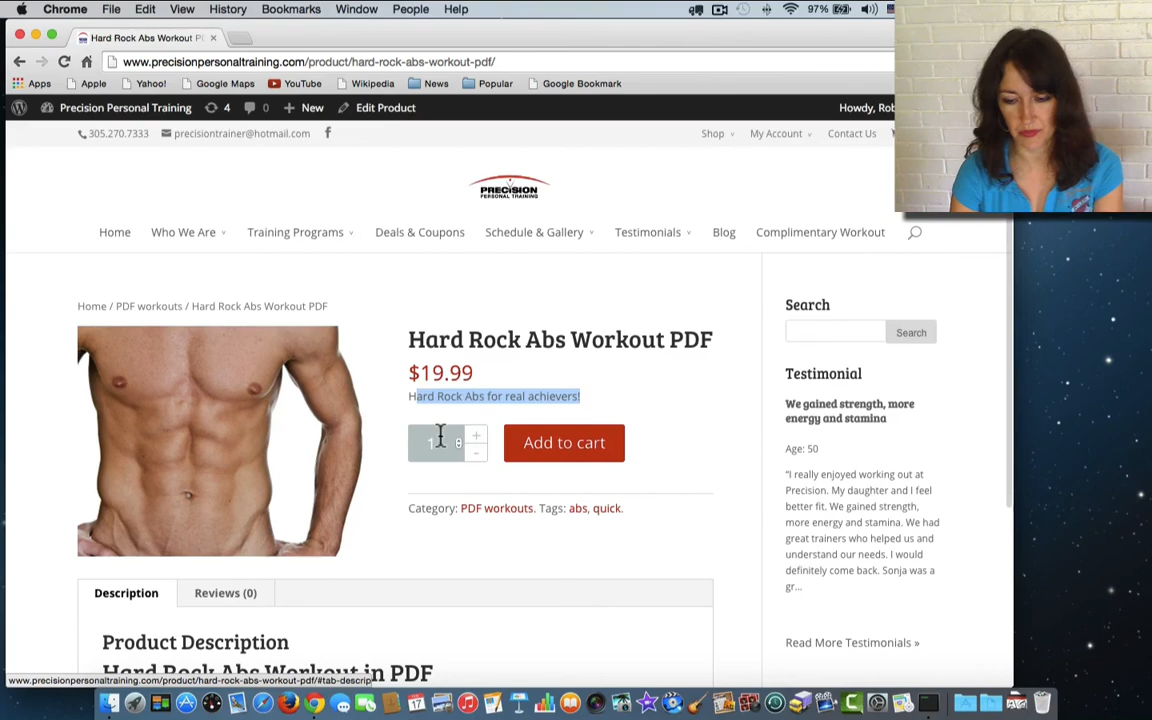 Chrome File Edit View History Bookmarks Window People Help 97%
Hard Rock Abs Workout PD
www.precisionpersonaltraining.com/product/hard-rock-abs-workout-pdf/
Apps Apple Yahoo! Google Maps YouTube Wikipedia News Popular Google Bookmark
Precision Personal Training 4 0 New Edit Product Howdy, Rob
305.270.7333 precisiontrainer@hotmail.com Shop My Account Contact Us
PRECISION
PERSONAL TRAINING
Home Who We Are Training Programs Deals & Coupons Schedule & Gallery Testimonials Blog Complimentary Workout
Home / PDF workouts / Hard Rock Abs Workout PDF
Hard Rock Abs Workout PDF
$19.99
Hard Rock Abs for real achievers!
1 + - Add to cart
Category: PDF workouts. Tags: abs, quick.
Search
Search
Testimonial
We gained strength, more
energy and stamina
Age: 50
"I really enjoyed working out at
Precision. My daughter and I feel
better fit. We gained strength,
more energy and stamina. We had
great trainers who helped us and
understand our needs. I would
definitely come back. Sonja was a
gr...
Read More Testimonials »
Description Reviews (0)
Product Description
Hard Rock Abs Workout in PDF
www.precisionpersonaltraining.com/product/hard-rock-abs-workout-pdf/#tab-descrip